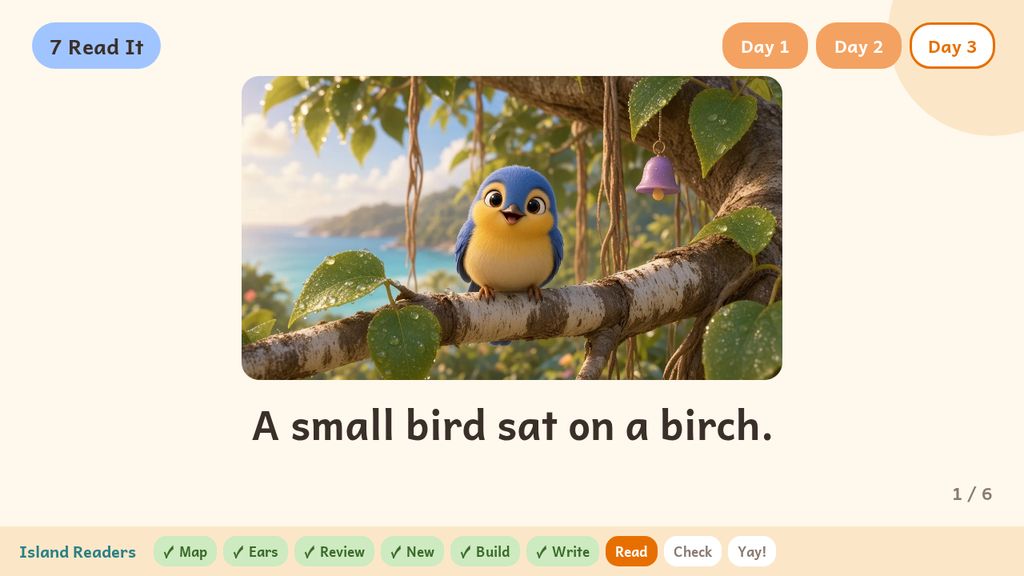 7 Read It
Day 1
Day 2
Day 3
A small bird sat on a birch.
1 / 6
Island Readers
✓ Map
✓ Ears
✓ Review
✓ New
✓ Build
✓ Write
Read
Check
Yay!